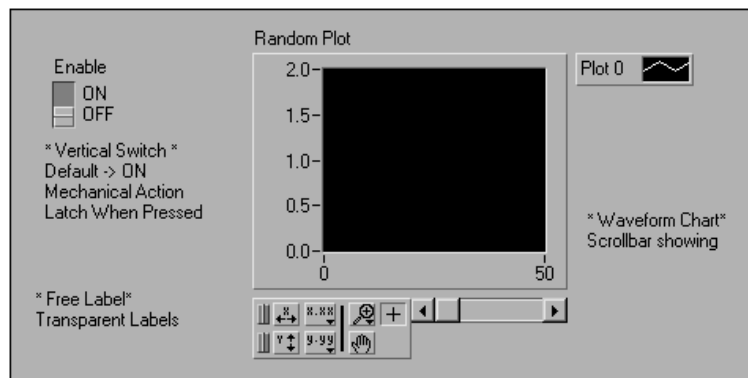 Random Plot
Enable
ON
OFF
* Vertical Switch *
Default -> ON
Mechanical Action
Latch When Pressed
* Free Label*
Transparent Labels
2.0
1.5
1.0
0.5
0.0
0 50
Plot 0
* Waveform Chart*
Scrollbar showing
X X.XX
Y Y.YY